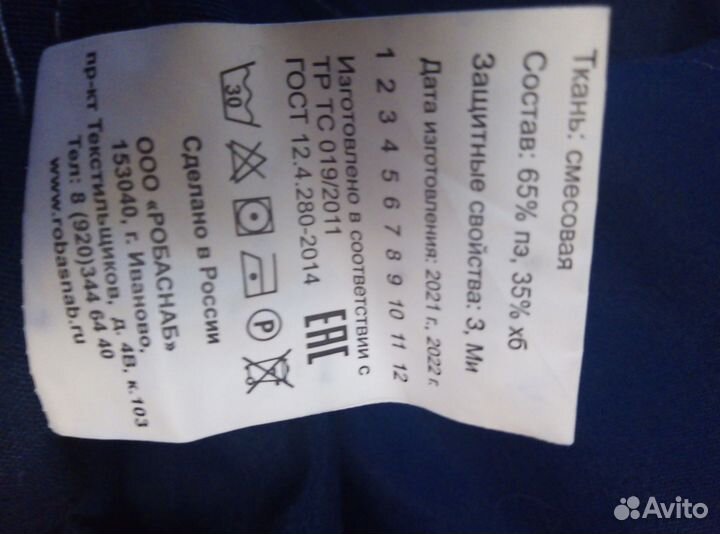 Ткань: смесовая
Состав: 65% пэ, 35% хб
Защитные свойства: З, Ми
Дата изготовления: 2021 г., 2022 г.
1 2 3 4 5 6 7 8 9 10 11 12
Изготовлено в соответствии с
ТР ТС 019/2011
ГОСТ 12.4.280-2014
EAC
30
P
Сделано в России
ООО «РОБАСНАБ»
153040, г. Иваново,
пр-кт Текстильщиков, д. 4В, к.103
Тел: 8 (920)344 64 40
www.robasnab.ru
Avito